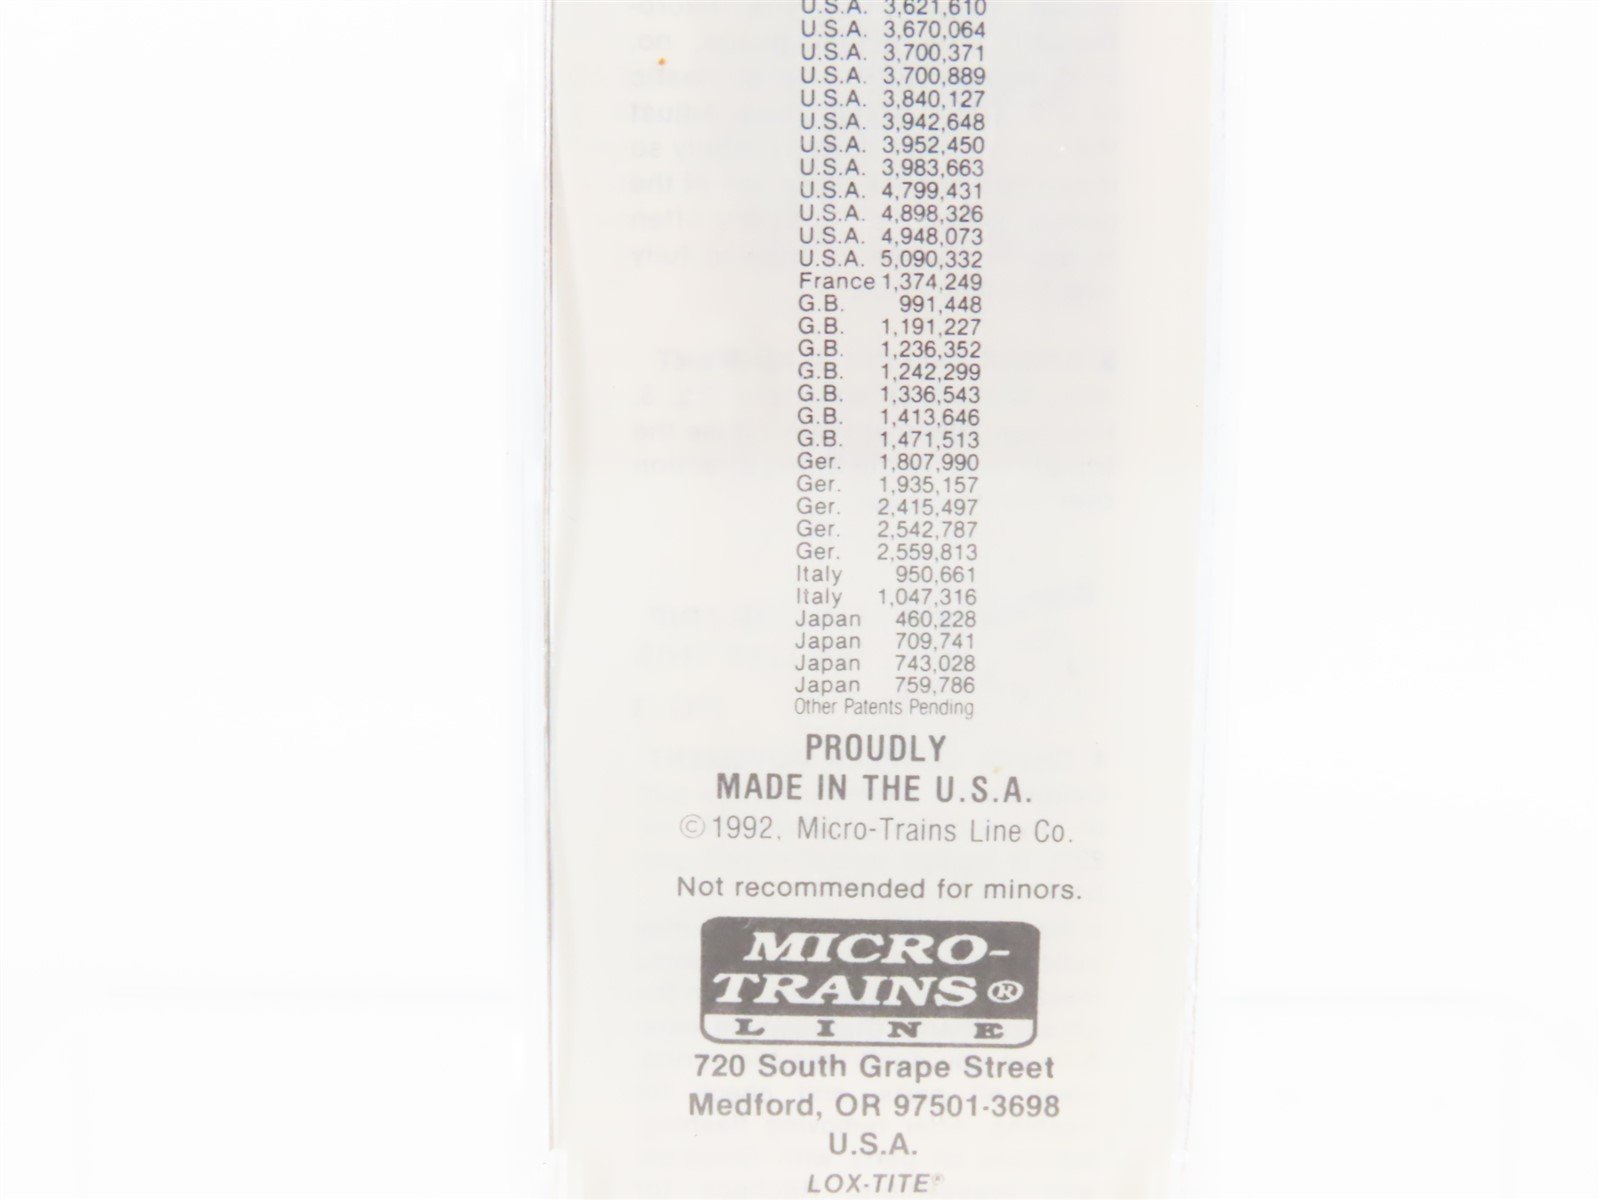 U.S.A. 3,621,610
U.S.A. 3,670,064
U.S.A. 3,700,371
U.S.A. 3,700,889
U.S.A. 3,840,127
U.S.A. 3,942,648
U.S.A. 3,952,450
U.S.A. 3,983,663
U.S.A. 4,799,431
U.S.A. 4,898,326
U.S.A. 4,948,073
U.S.A. 5,090,332
France 1,374,249
G.B. 991,448
G.B. 1,191,227
G.B. 1,236,352
G.B. 1,242,299
G.B. 1,336,543
G.B. 1,413,646
G.B. 1,471,513
Ger. 1,807,990
Ger. 1,935,157
Ger. 2,415,497
Ger. 2,542,787
Ger. 2,559,813
Italy 950,661
Italy 1,047,316
Japan 460,228
Japan 709,741
Japan 743,028
Japan 759,786
Other Patents Pending
PROUDLY
MADE IN THE U.S.A.
©1992, Micro-Trains Line Co.
Not recommended for minors.
MICRO-
TRAINS®
LINE
720 South Grape Street
Medford, OR 97501-3698
U.S.A.
LOX-TITE®